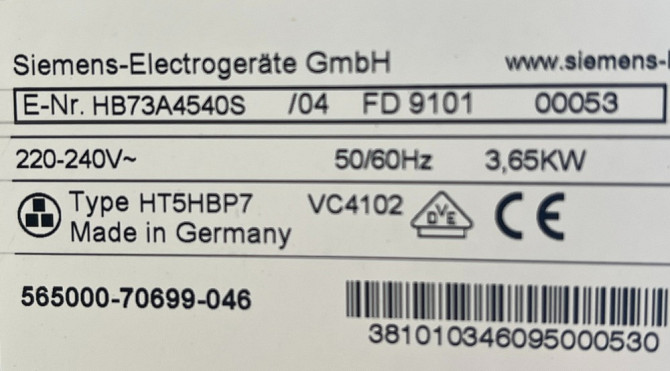 Siemens-Electrogeräte GmbH www.siemens-
E-Nr. HB73A4540S /04 FD 9101 00053
220-240V~ 50/60Hz 3,65KW
Type HT5HBP7 VC4102 DVE CE
Made in Germany
565000-70699-046
381010346095000530